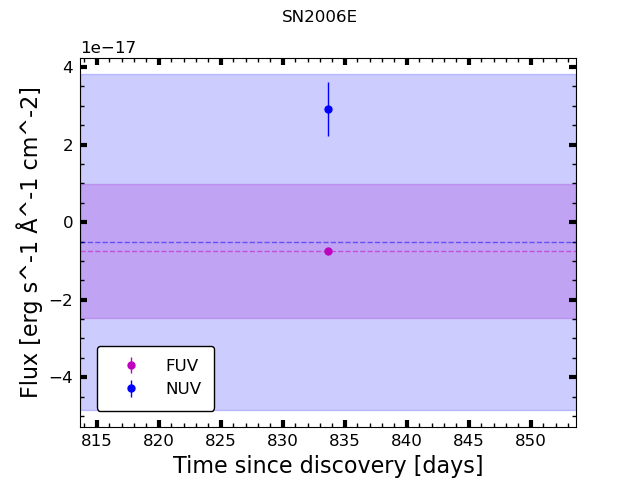 SN2006E
1e−17
4
2
0
−2
−4
Flux [erg s^-1 Å^-1 cm^-2]
FUV
NUV
815 820 825 830 835 840 845 850
Time since discovery [days]